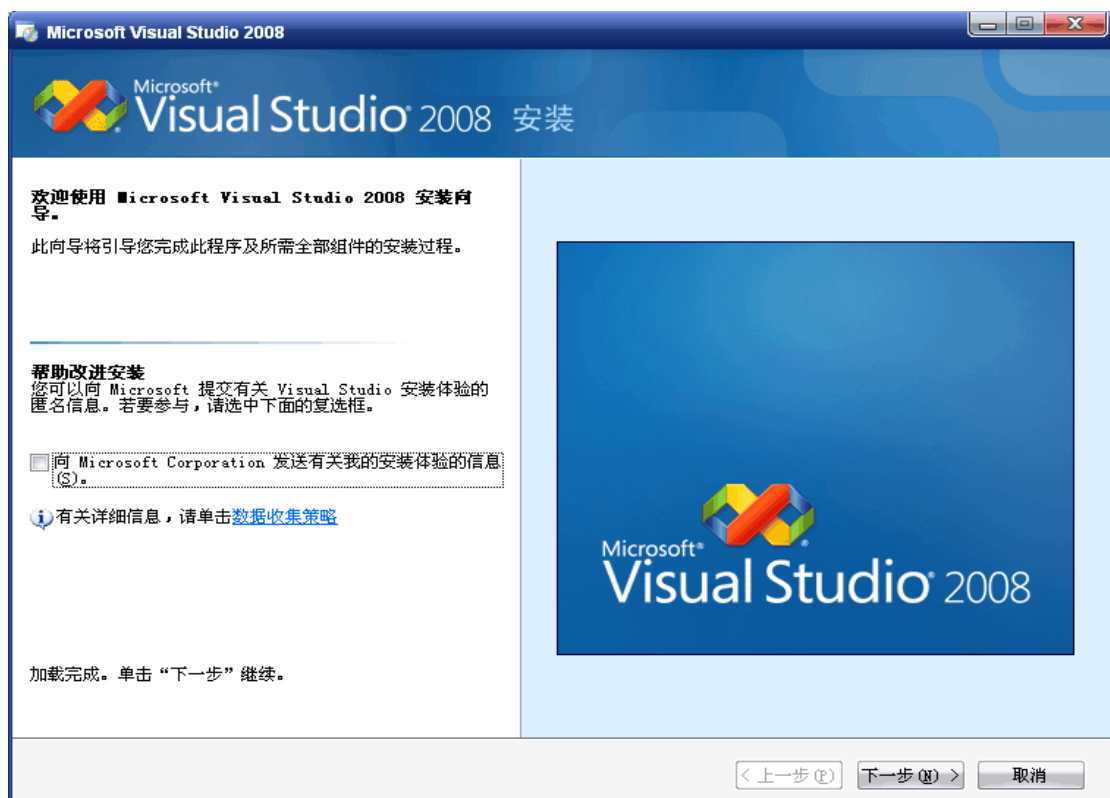 Microsoft Visual Studio 2008
Microsoft®
Visual Studio® 2008 安装
欢迎使用 Microsoft Visual Studio 2008 安装向
导。
此向导将引导您完成此程序及所需全部组件的安装过程。
帮助改进安装
您可以向 Microsoft 提交有关 Visual Studio 安装体验的
匿名信息。若要参与，请选中下面的复选框。
向 Microsoft Corporation 发送有关我的安装体验的信息
(S)。
有关详细信息，请单击数据收集策略
加载完成。单击“下一步”继续。
Microsoft®
Visual Studio® 2008
< 上一步(P) 下一步(N) > 取消